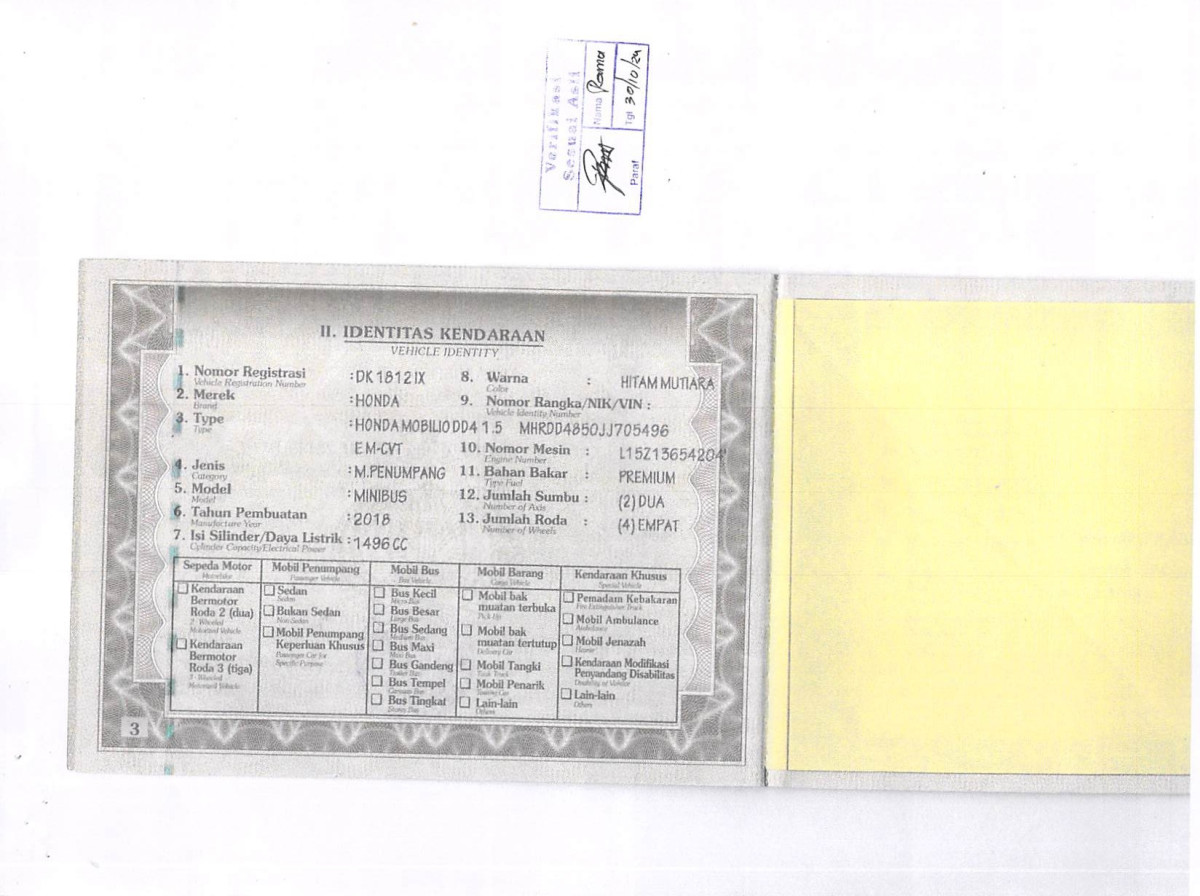 Verifikasi
Sesuai Asli
Nama Rama
Tgl 30/10/24
Paraf
II. IDENTITAS KENDARAAN
VEHICLE IDENTITY
1. Nomor Registrasi : DK 1812 IX
Vehicle Registration Number
2. Merek : HONDA
Brand
3. Type : HONDA MOBILIO DD4 1.5
Type
E M-CVT
4. Jenis : M.PENUMPANG
Category
5. Model : MINIBUS
Model
6. Tahun Pembuatan : 2018
Manufacture Year
7. Isi Silinder/Daya Listrik : 1496 CC
Cylinder Capacity/Electrical Power
8. Warna : HITAM MUTIARA
Color
9. Nomor Rangka/NIK/VIN :
Vehicle Identity Number
MHRDD4850JJ705496
10. Nomor Mesin : L15Z13654204
Engine Number
11. Bahan Bakar : PREMIUM
Type Fuel
12. Jumlah Sumbu : (2) DUA
Number of Axis
13. Jumlah Roda : (4) EMPAT
Number of Wheels
Sepeda Motor
Motorbike
Kendaraan
Bermotor
Roda 2 (dua)
2 - Wheeled
Motorized Vehicle
Kendaraan
Bermotor
Roda 3 (tiga)
3 - Wheeled
Motorized Vehicle
Mobil Penumpang
Passenger Vehicle
Sedan
Sedan
Bukan Sedan
Non Sedan
Mobil Penumpang
Keperluan Khusus
Passenger Car for
Specific Purpose
Mobil Bus
Bus Vehicle
Bus Kecil
Micro Bus
Bus Besar
Large Bus
Bus Sedang
Medium Bus
Bus Maxi
Maxi Bus
Bus Gandeng
Bus Tempel
Bus Tingkat
Mobil Barang
Cargo Vehicle
Mobil bak
muatan terbuka
Pick Up
Mobil bak
muatan tertutup
Delivery Car
Mobil Tangki
Tank Truck
Mobil Penarik
Towing Car
Lain-lain
Others
Kendaraan Khusus
Special Vehicle
Pemadam Kebakaran
Fire Extinguisher Truck
Mobil Ambulance
Ambulance
Mobil Jenazah
Hearse
Kendaraan Modifikasi
Penyandang Disabilitas
Lain-lain
Others
3